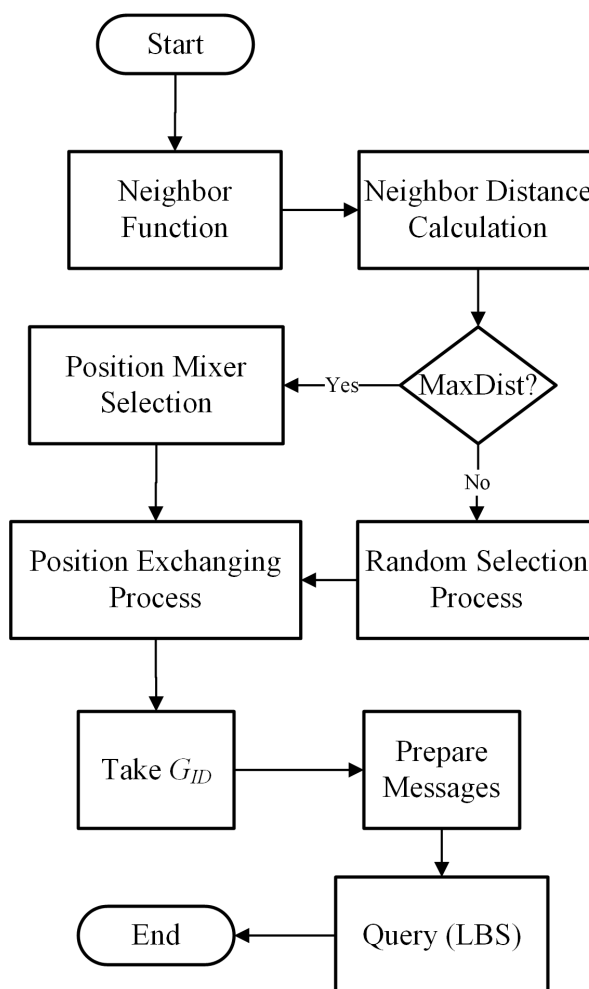 Start
Neighbor
Function
Neighbor Distance
Calculation
MaxDist?
Yes
Position Mixer
Selection
No
Position Exchanging
Process
Random Selection
Process
Take G_ID
Prepare
Messages
Query (LBS)
End